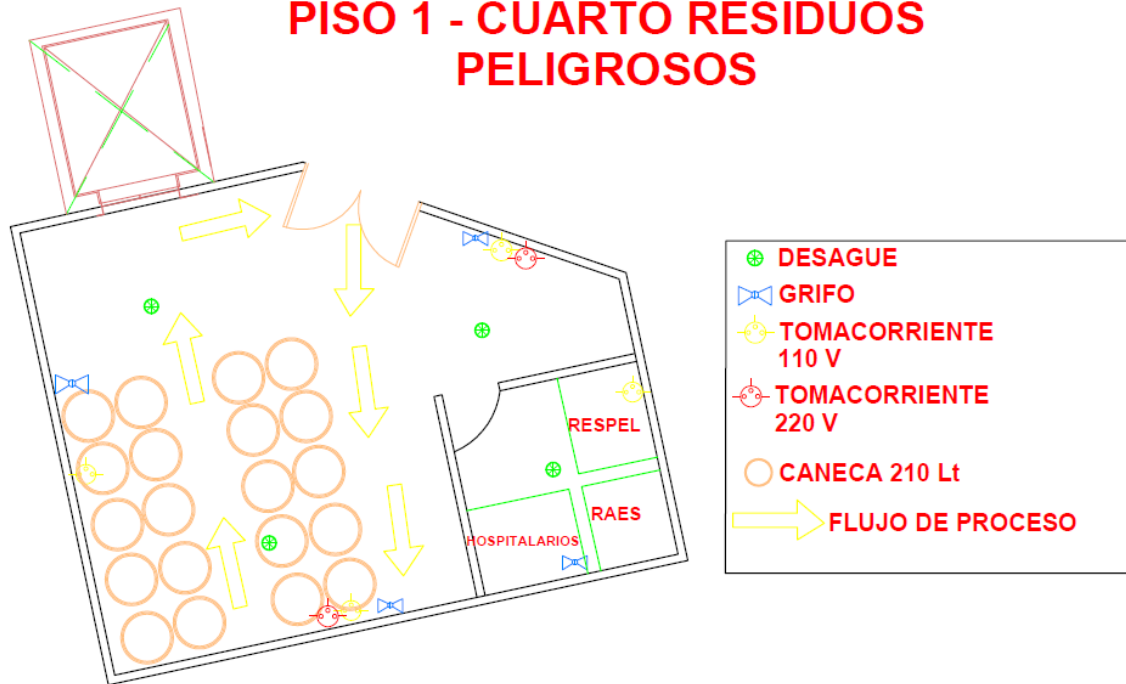 PISO 1 - CUARTO RESIDUOS
PELIGROSOS
DESAGUE
GRIFO
TOMACORRIENTE
110 V
TOMACORRIENTE
220 V
CANECA 210 Lt
FLUJO DE PROCESO
RESPEL
RAES
HOSPITALARIOS